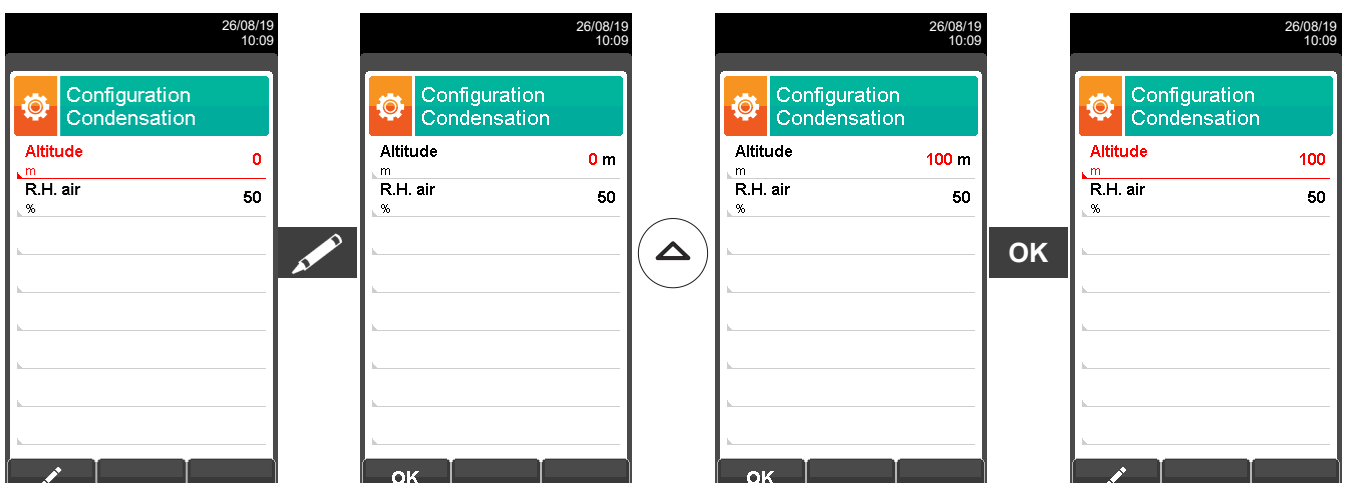 26/08/19
10:09
Configuration
Condensation
Altitude
m
0
R.H. air
%
50
26/08/19
10:09
Configuration
Condensation
Altitude
m
0 m
R.H. air
%
50
OK
26/08/19
10:09
Configuration
Condensation
Altitude
m
100 m
R.H. air
%
50
OK
OK
26/08/19
10:09
Configuration
Condensation
Altitude
m
100
R.H. air
%
50